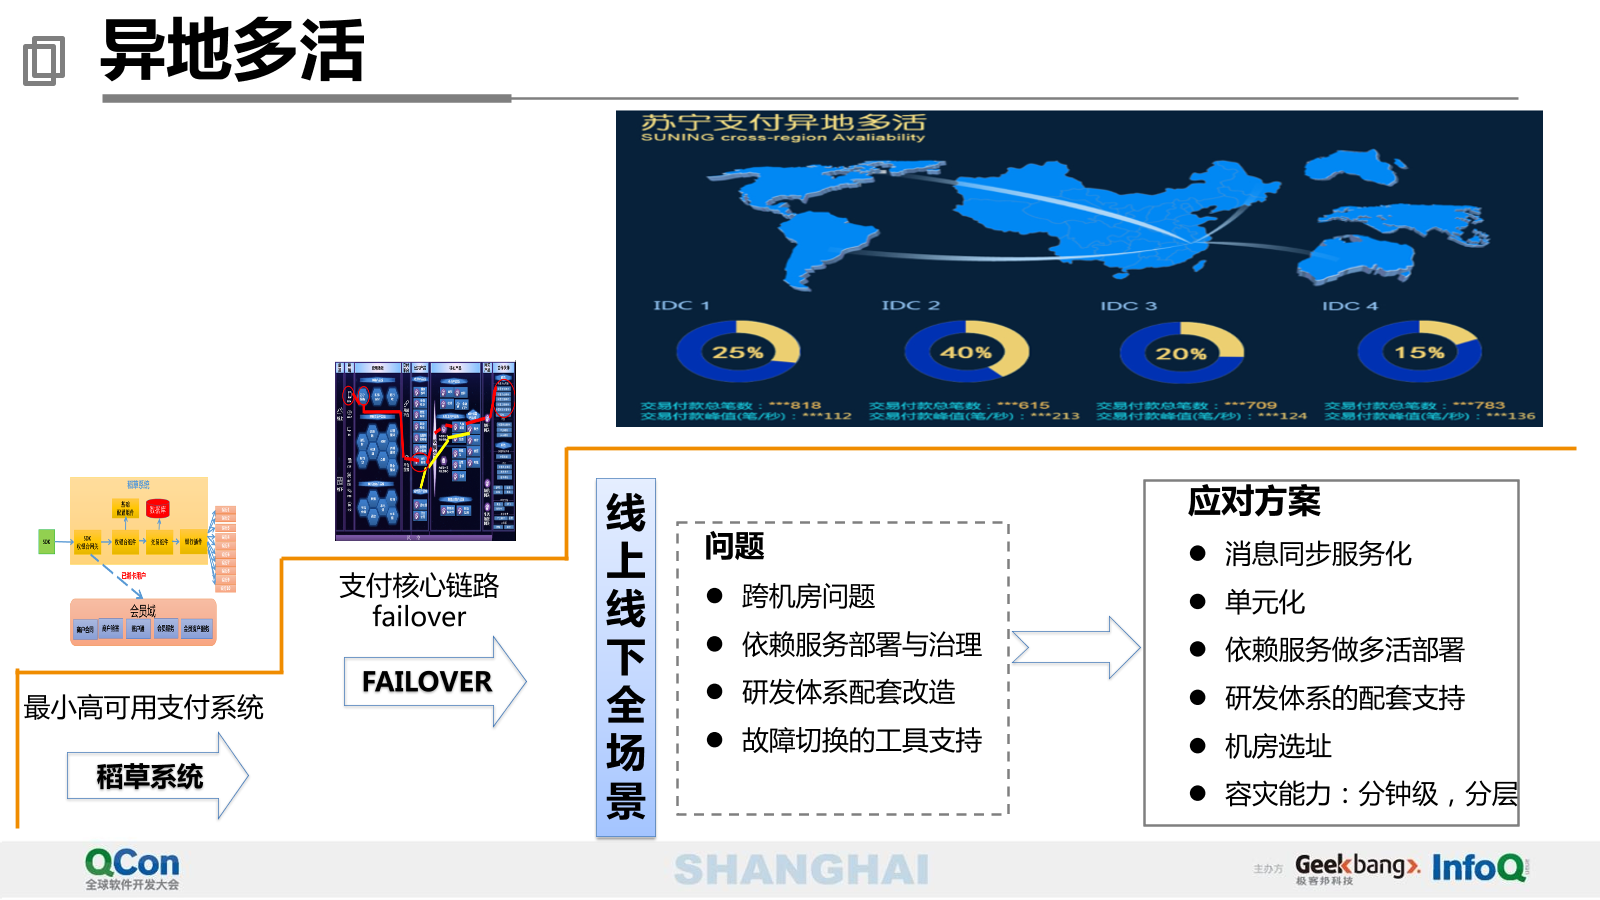 异地多活
苏宁支付异地多活
SUNING cross-region Avaliability
IDC 1
IDC 2
IDC 3
IDC 4
25%
40%
20%
15%
交易付款总笔数：***818
交易付款峰值(笔/秒)：***112
交易付款总笔数：***615
交易付款峰值(笔/秒)：***213
交易付款总笔数：***709
交易付款峰值(笔/秒)：***124
交易付款总笔数：***783
交易付款峰值(笔/秒)：***136
稻草系统
数据库
SDK
会员域
支付核心链路
failover
FAILOVER
最小高可用支付系统
稻草系统
线上线下全场景
问题
● 跨机房问题
● 依赖服务部署与治理
● 研发体系配套改造
● 故障切换的工具支持
应对方案
● 消息同步服务化
● 单元化
● 依赖服务做多活部署
● 研发体系的配套支持
● 机房选址
● 容灾能力：分钟级，分层
QCon
全球软件开发大会
SHANGHAI
主办方
Geekbang>.
极客邦科技
InfoQ